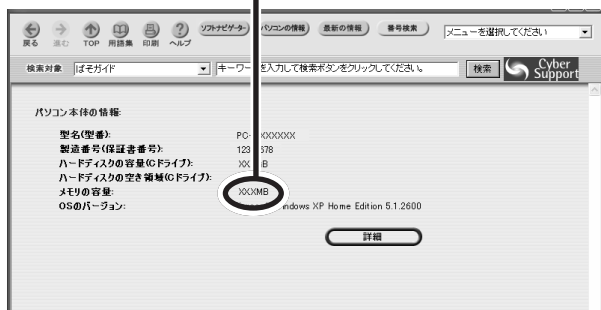 ソフトナビゲーター パソコンの情報 最新の情報 番号検索 メニューを選択してください
戻る 進む TOP 用語集 印刷 ヘルプ
検索対象 ぱそガイド キーワードを入力して検索ボタンをクリックしてください。 検索 Cyber Support
パソコン本体の情報:
型名(型番): PC-XXXXXXX
製造番号(保証書番号): 123 678
ハードディスクの容量(Cドライブ): XX B
ハードディスクの空き領域(Cドライブ):
メモリの容量: XXXMB
OSのバージョン: ndows XP Home Edition 5.1.2600
詳細